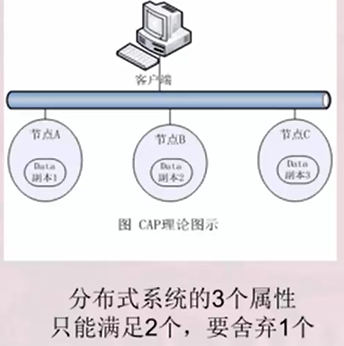 客户端
节点A
节点B
节点C
Data
副本1
Data
副本2
Data
副本3
图 CAP理论图示
分布式系统的3个属性
只能满足2个，要舍弃1个